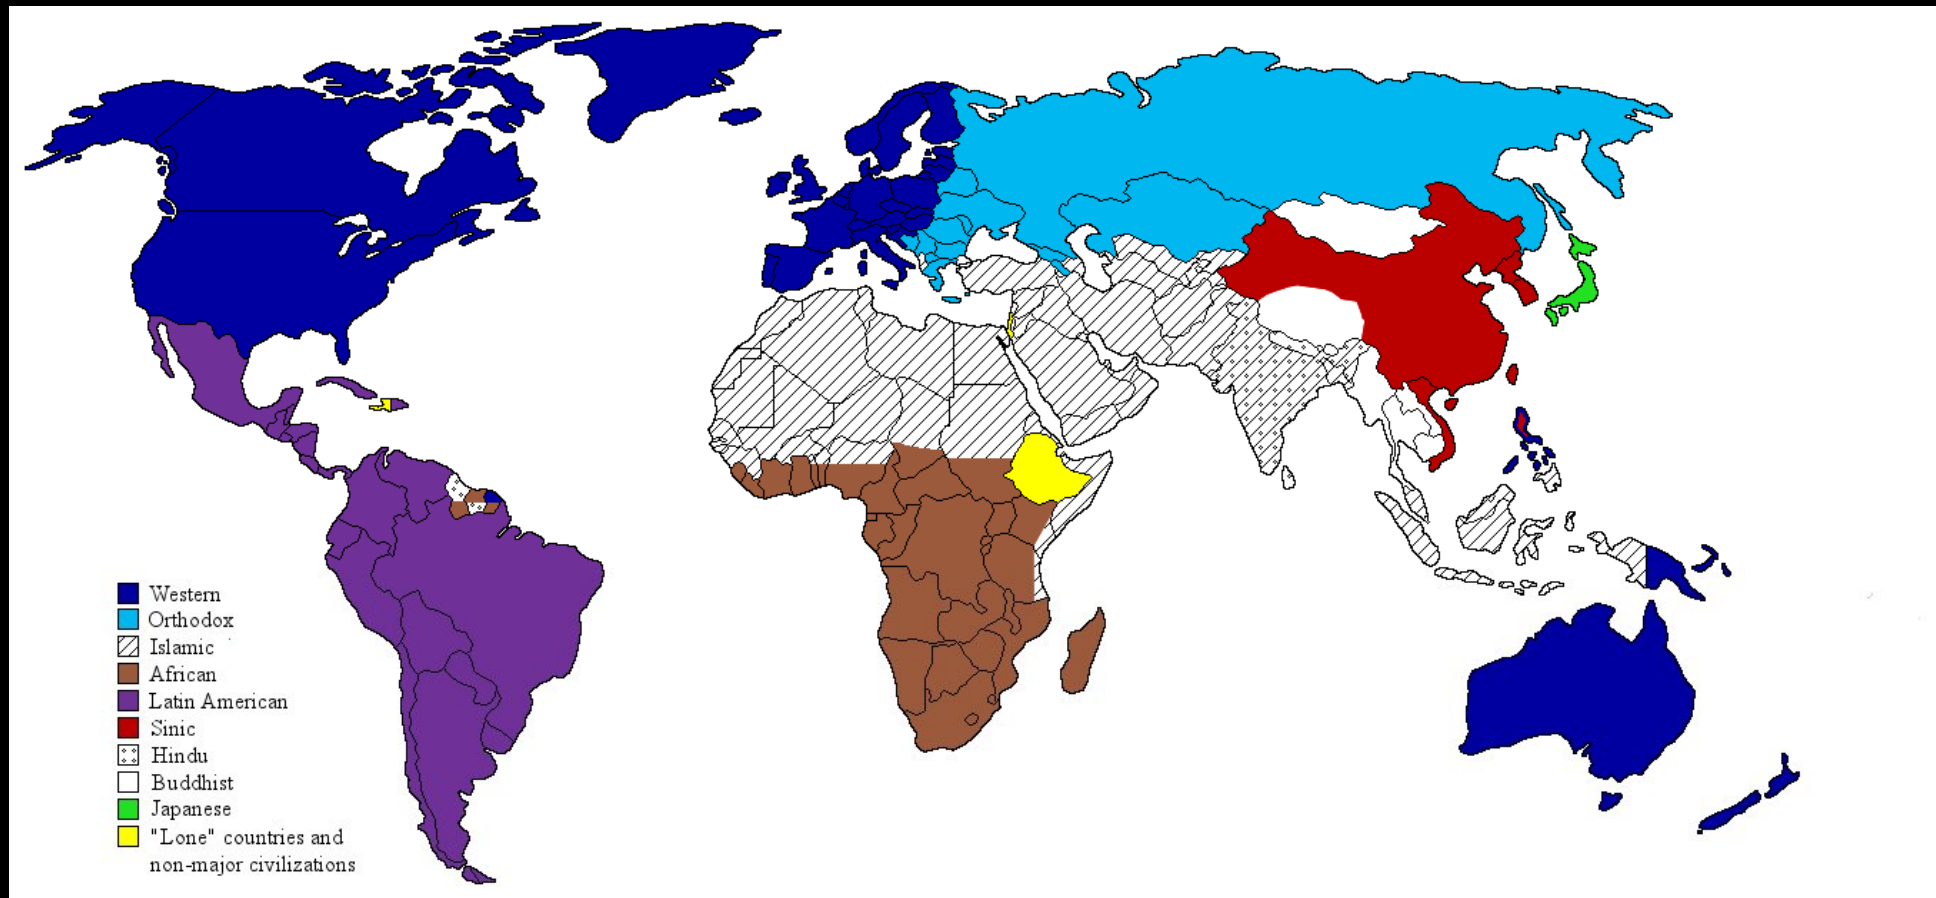 Western
Orthodox
Islamic
African
Latin American
Sinic
Hindu
Buddhist
Japanese
"Lone" countries and
non-major civilizations